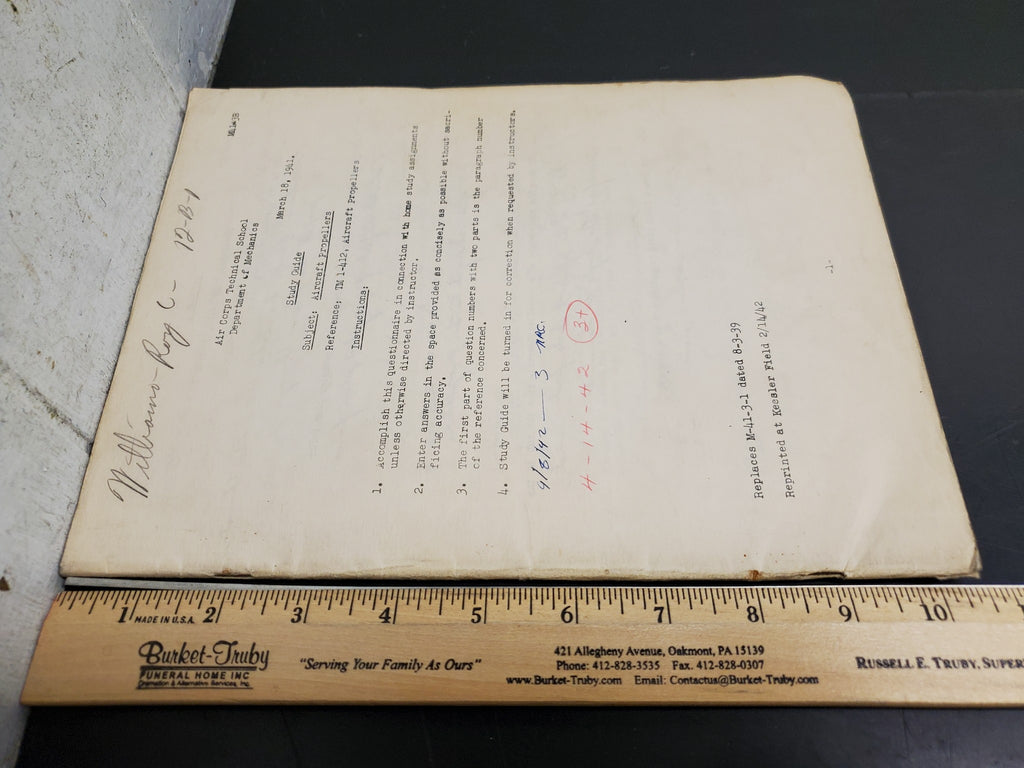 Williams - Roy C - 12-B-1
Air Corps Technical School
Department of Mechanics
March 18, 1941.
Study Guide
Subject: Aircraft Propellers
Reference: TM 1-412, Aircraft Propellers
Instructions:
1. Accomplish this questionnaire in connection with home study assignments
unless otherwise directed by instructor.
2. Enter answers in the space provided as concisely as possible without sacri-
ficing accuracy.
3. The first part of question numbers with two parts is the paragraph number
of the reference concerned.
4. Study Guide will be turned in for correction when requested by instructors.
4/8/42 — 3
4-14-42 3+
Replaces M-41-3-1 dated 8-3-39
Reprinted at Keesler Field 2/14/42
-1-
1 2 3 4 5 6 7 8 9 10
MADE IN U.S.A.
Burket-Truby
FUNERAL HOME INC
Cremation & Alternative Services, Inc.
"Serving Your Family As Ours"
421 Allegheny Avenue, Oakmont, PA 15139
Phone: 412-828-3535 Fax. 412-828-0307
www.Burket-Truby.com Email: Contactus@Burket-Truby.com
RUSSELL E. TRUBY, SUPER